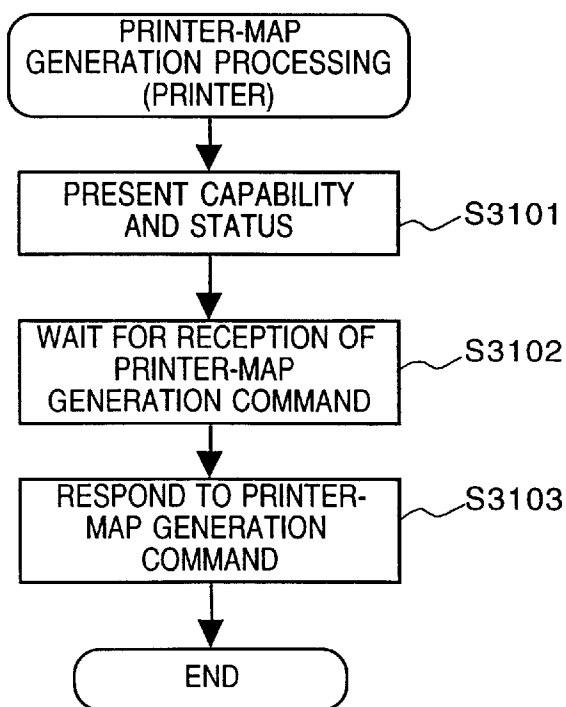 PRINTER-MAP
GENERATION PROCESSING
(PRINTER)
PRESENT CAPABILITY
AND STATUS
S3101
WAIT FOR RECEPTION OF
PRINTER-MAP
GENERATION COMMAND
S3102
RESPOND TO PRINTER-
MAP GENERATION
COMMAND
S3103
END